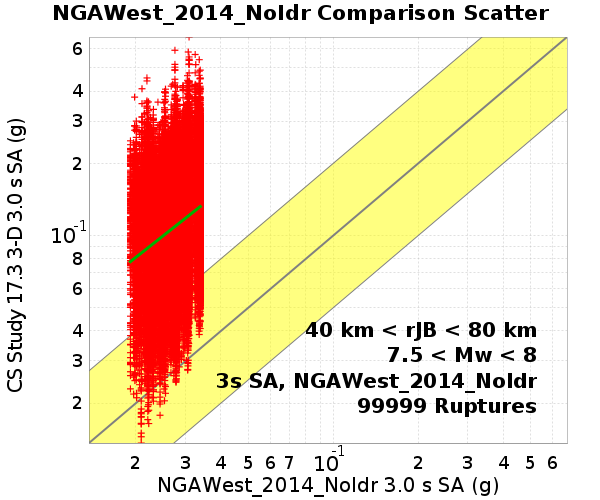 NGAWest_2014_NoIdr Comparison Scatter
6
4
3
2
10-1
8
6
4
3
2
CS Study 17.3 3-D 3.0 s SA (g)
40 km < rJB < 80 km
7.5 < Mw < 8
3s SA, NGAWest_2014_NoIdr
99999 Ruptures
2 3 4 5 6 7 10-1 2 3 4 5 6
NGAWest_2014_NoIdr 3.0 s SA (g)